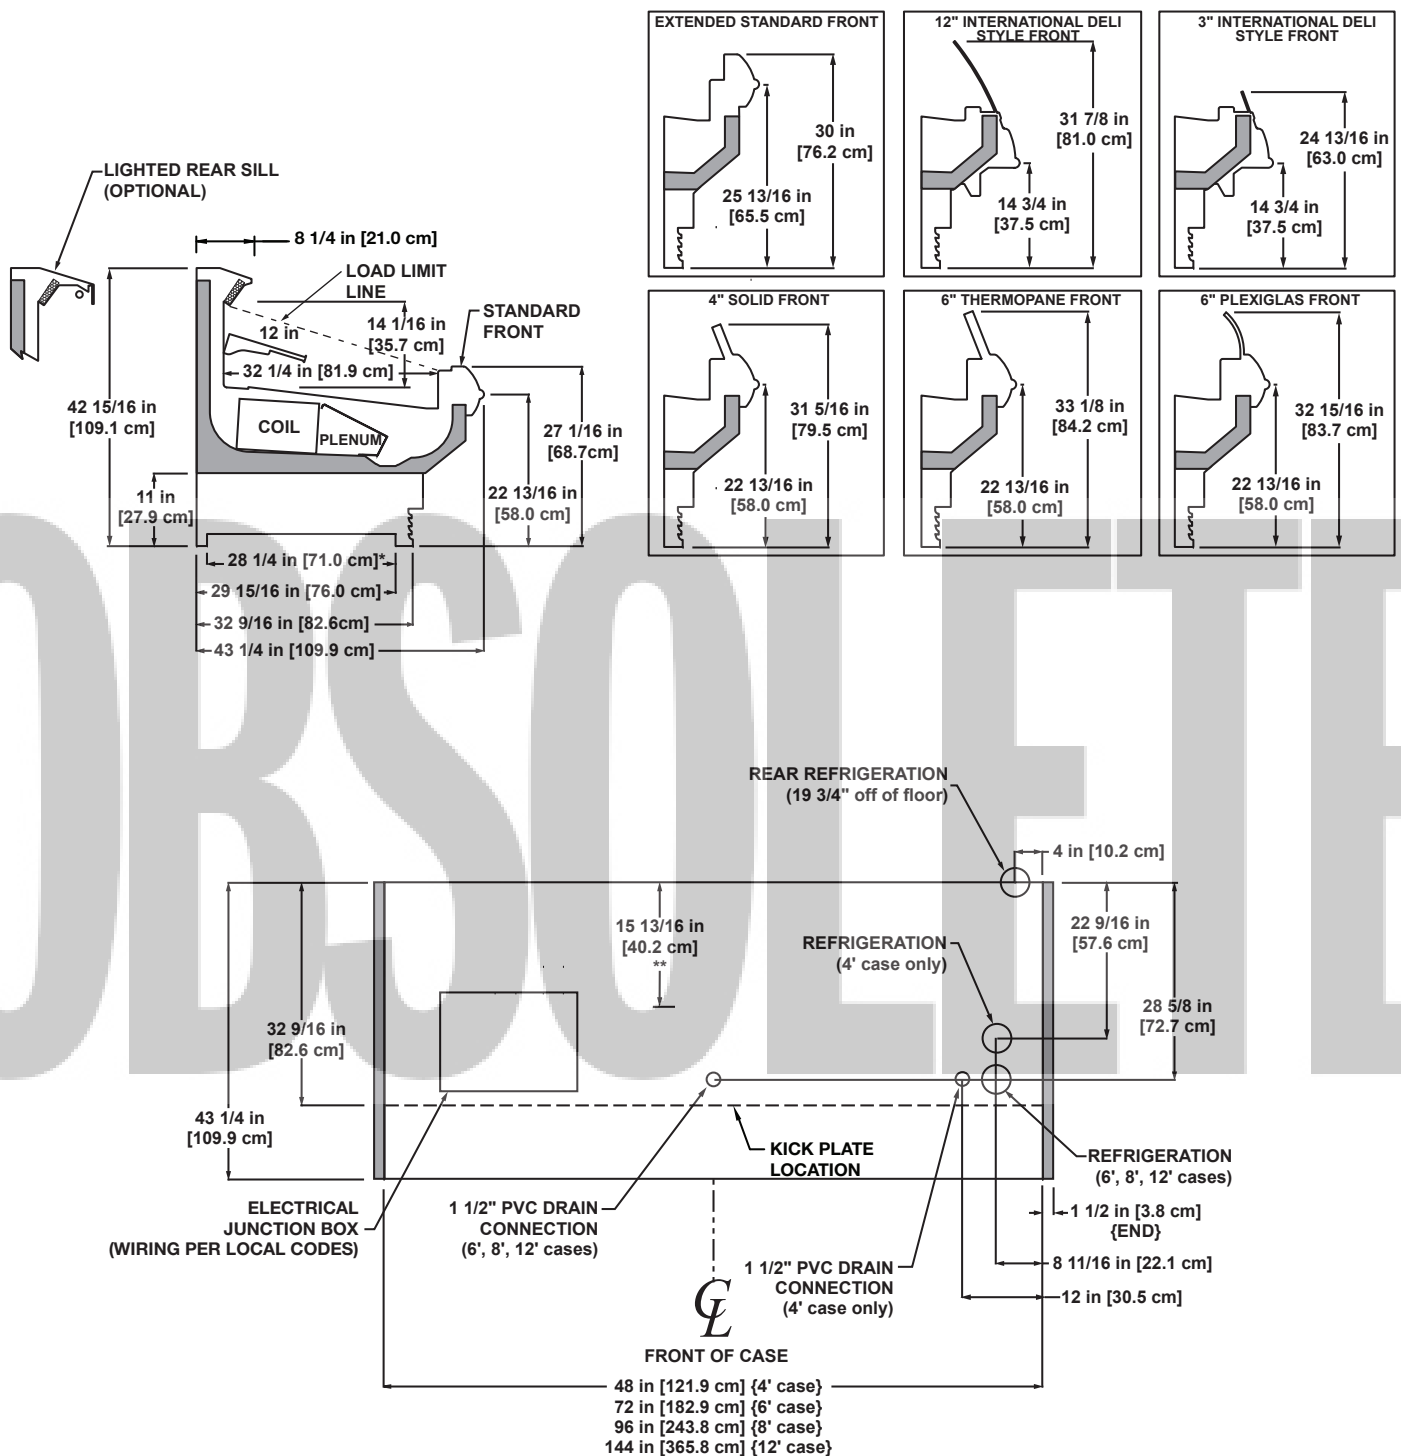 EXTENDED STANDARD FRONT
30 in
[76.2 cm]
25 13/16 in
[65.5 cm]
12" INTERNATIONAL DELI
STYLE FRONT
31 7/8 in
[81.0 cm]
14 3/4 in
[37.5 cm]
3" INTERNATIONAL DELI
STYLE FRONT
24 13/16 in
[63.0 cm]
14 3/4 in
[37.5 cm]
LIGHTED REAR SILL
(OPTIONAL)
8 1/4 in [21.0 cm]
LOAD LIMIT
LINE
12 in
14 1/16 in
[35.7 cm]
STANDARD
FRONT
32 1/4 in [81.9 cm]
42 15/16 in
[109.1 cm]
COIL
PLENUM
27 1/16 in
[68.7cm]
11 in
[27.9 cm]
22 13/16 in
[58.0 cm]
28 1/4 in [71.0 cm]*
29 15/16 in [76.0 cm]
32 9/16 in [82.6cm]
43 1/4 in [109.9 cm]
4" SOLID FRONT
31 5/16 in
[79.5 cm]
22 13/16 in
[58.0 cm]
6" THERMOPANE FRONT
33 1/8 in
[84.2 cm]
22 13/16 in
[58.0 cm]
6" PLEXIGLAS FRONT
32 15/16 in
[83.7 cm]
22 13/16 in
[58.0 cm]
OBSOLETE
REAR REFRIGERATION
(19 3/4" off of floor)
4 in [10.2 cm]
15 13/16 in
[40.2 cm]
**
22 9/16 in
[57.6 cm]
REFRIGERATION
(4' case only)
28 5/8 in
[72.7 cm]
32 9/16 in
[82.6 cm]
43 1/4 in
[109.9 cm]
KICK PLATE
LOCATION
REFRIGERATION
(6', 8', 12' cases)
ELECTRICAL
JUNCTION BOX
(WIRING PER LOCAL CODES)
1 1/2" PVC DRAIN
CONNECTION
(6', 8', 12' cases)
1 1/2 in [3.8 cm]
{END}
1 1/2" PVC DRAIN
CONNECTION
(4' case only)
8 11/16 in [22.1 cm]
12 in [30.5 cm]
CL
FRONT OF CASE
48 in [121.9 cm] {4' case}
72 in [182.9 cm] {6' case}
96 in [243.8 cm] {8' case}
144 in [365.8 cm] {12' case}